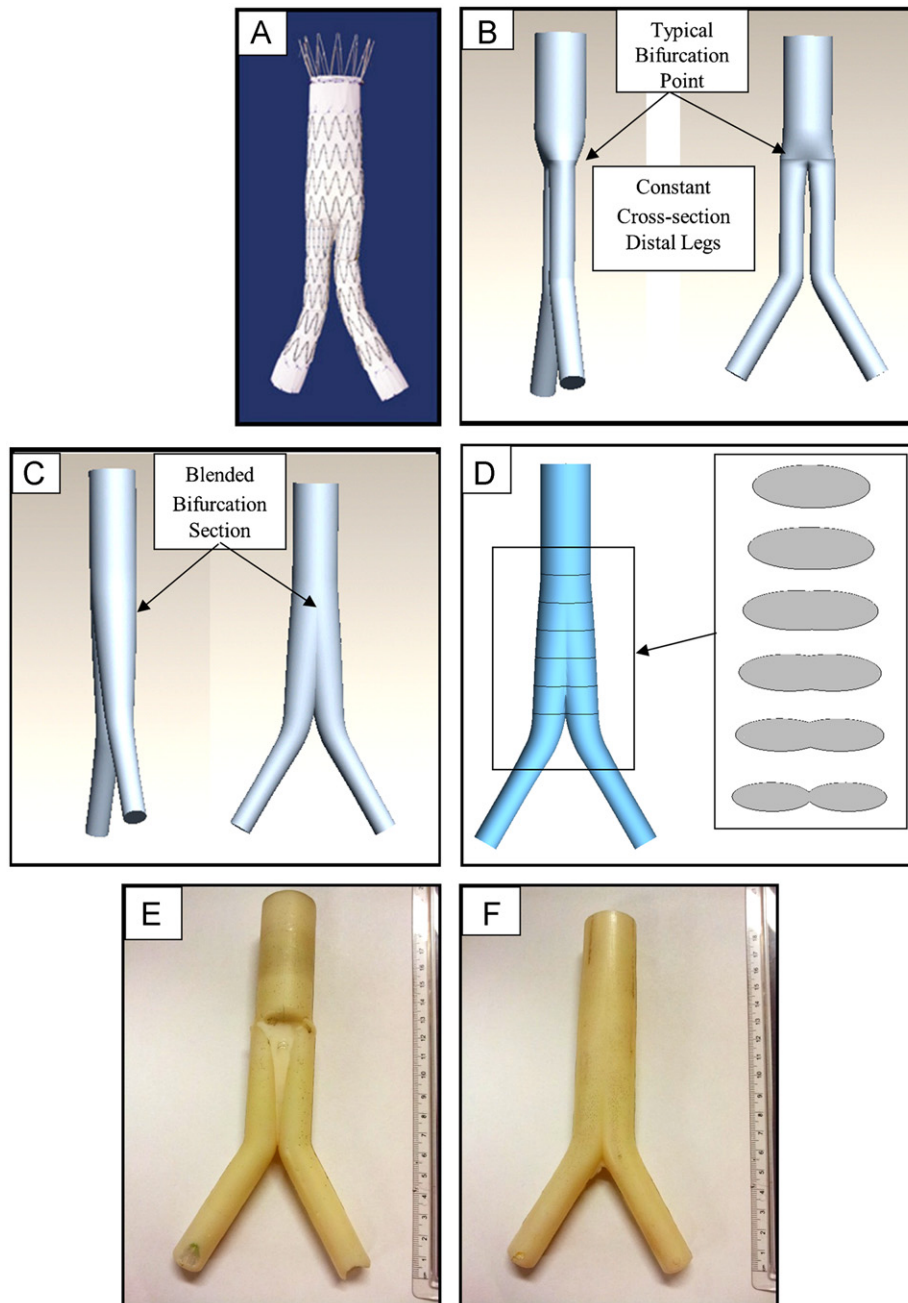 A
B
Typical
Bifurcation
Point
Constant
Cross-section
Distal Legs
C
Blended
Bifurcation
Section
D
E
F